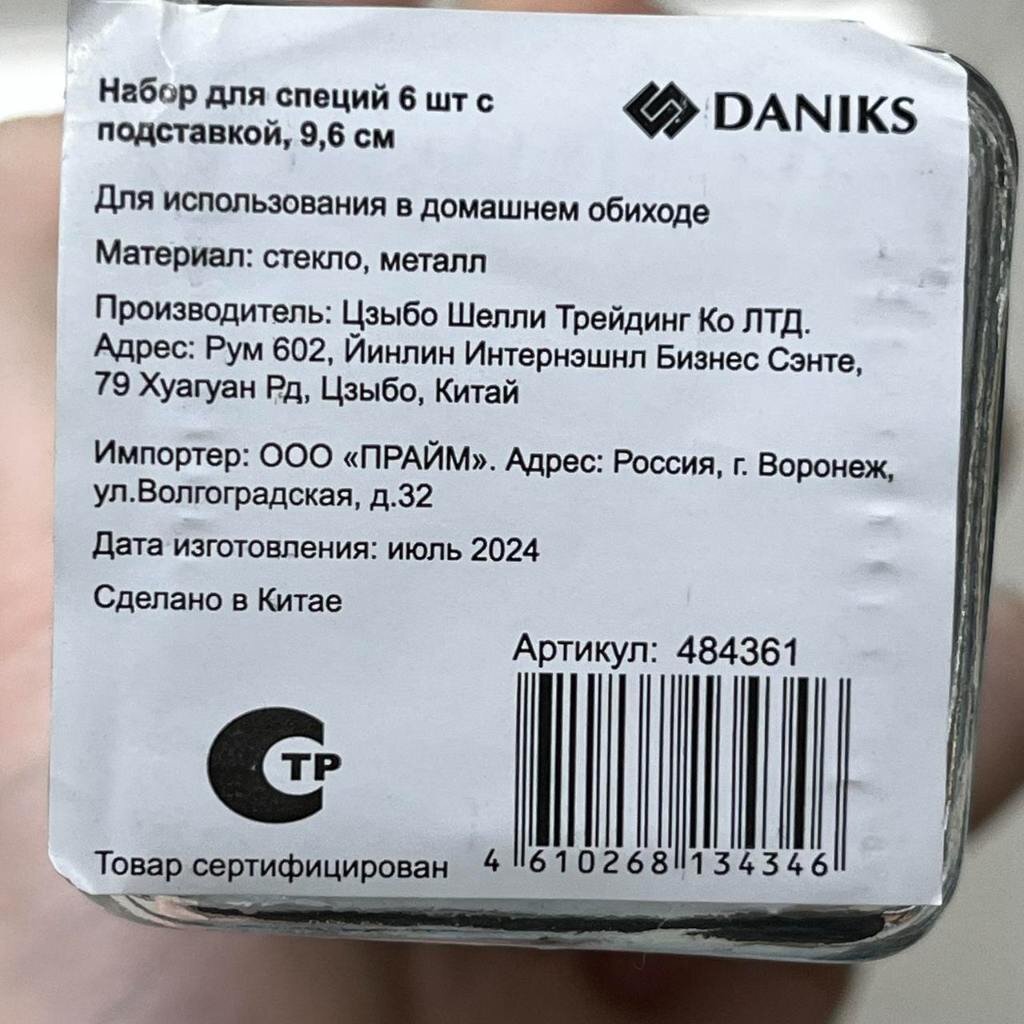 Набор для специй 6 шт с
подставкой, 9,6 см
DANIKS
Для использования в домашнем обиходе
Материал: стекло, металл
Производитель: Цзыбо Шелли Трейдинг Ко ЛТД.
Адрес: Рум 602, Йинлин Интернэшнл Бизнес Сэнте,
79 Хуагуан Рд, Цзыбо, Китай
Импортер: ООО «ПРАЙМ». Адрес: Россия, г. Воронеж,
ул.Волгоградская, д.32
Дата изготовления: июль 2024
Сделано в Китае
Артикул: 484361
СТР
Товар сертифицирован
4 610268 134346